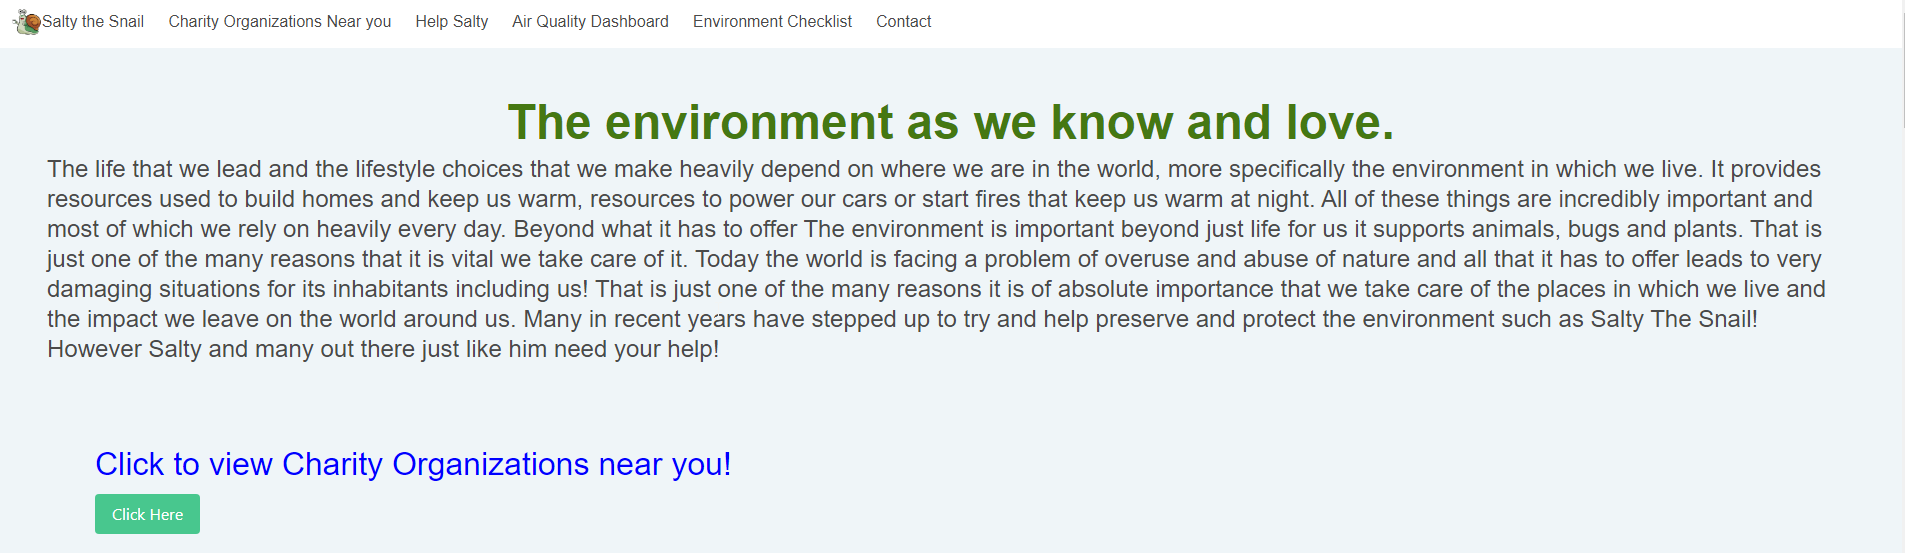 Salty the Snail Charity Organizations Near you Help Salty Air Quality Dashboard Environment Checklist Contact
The environment as we know and love.
The life that we lead and the lifestyle choices that we make heavily depend on where we are in the world, more specifically the environment in which we live. It provides
resources used to build homes and keep us warm, resources to power our cars or start fires that keep us warm at night. All of these things are incredibly important and
most of which we rely on heavily every day. Beyond what it has to offer The environment is important beyond just life for us it supports animals, bugs and plants. That is
just one of the many reasons that it is vital we take care of it. Today the world is facing a problem of overuse and abuse of nature and all that it has to offer leads to very
damaging situations for its inhabitants including us! That is just one of the many reasons it is of absolute importance that we take care of the places in which we live and
the impact we leave on the world around us. Many in recent years have stepped up to try and help preserve and protect the environment such as Salty The Snail!
However Salty and many out there just like him need your help!
Click to view Charity Organizations near you!
Click Here